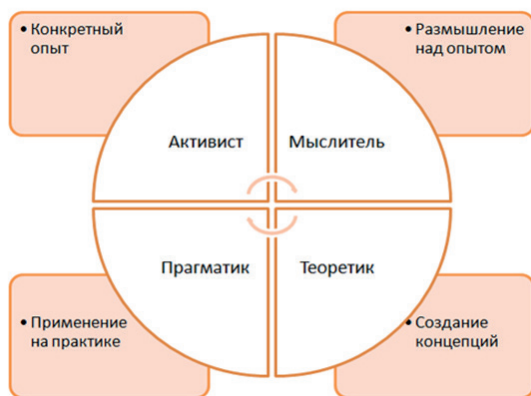 • Конкретный
опыт
• Размышление
над опытом
Активист
Мыслитель
Прагматик
Теоретик
• Применение
на практике
• Создание
концепций